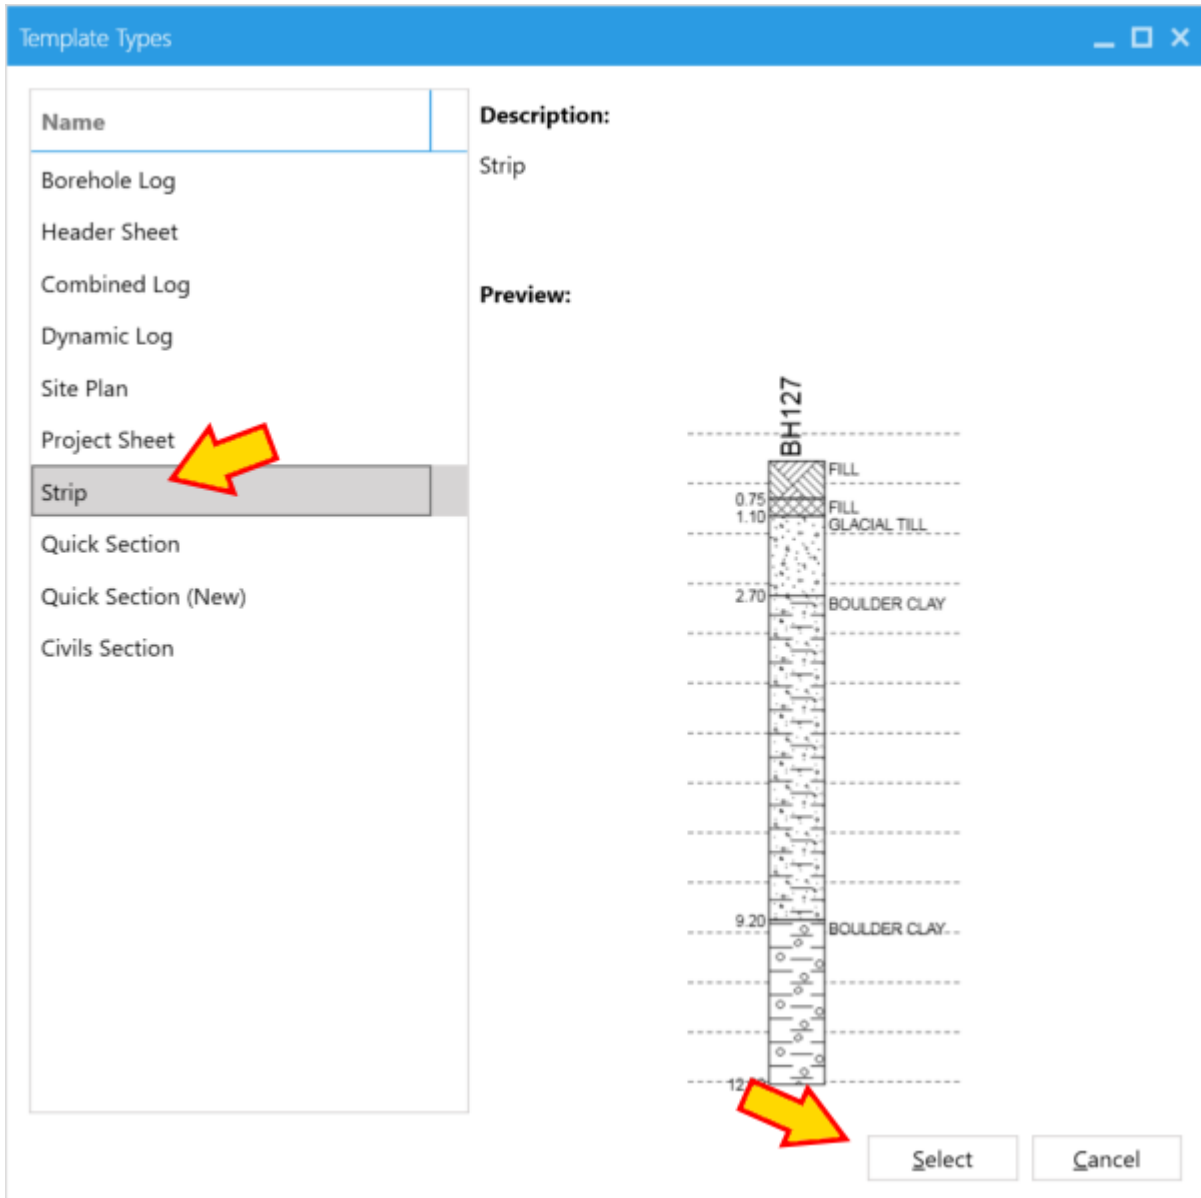 Template Types
Name
Borehole Log
Header Sheet
Combined Log
Dynamic Log
Site Plan
Project Sheet
Strip
Quick Section
Quick Section (New)
Civils Section
Description:
Strip
Preview:
BH127
FILL
0.75
FILL
1.10
GLACIAL TILL
2.70
BOULDER CLAY
9.20
BOULDER CLAY
Select
Cancel